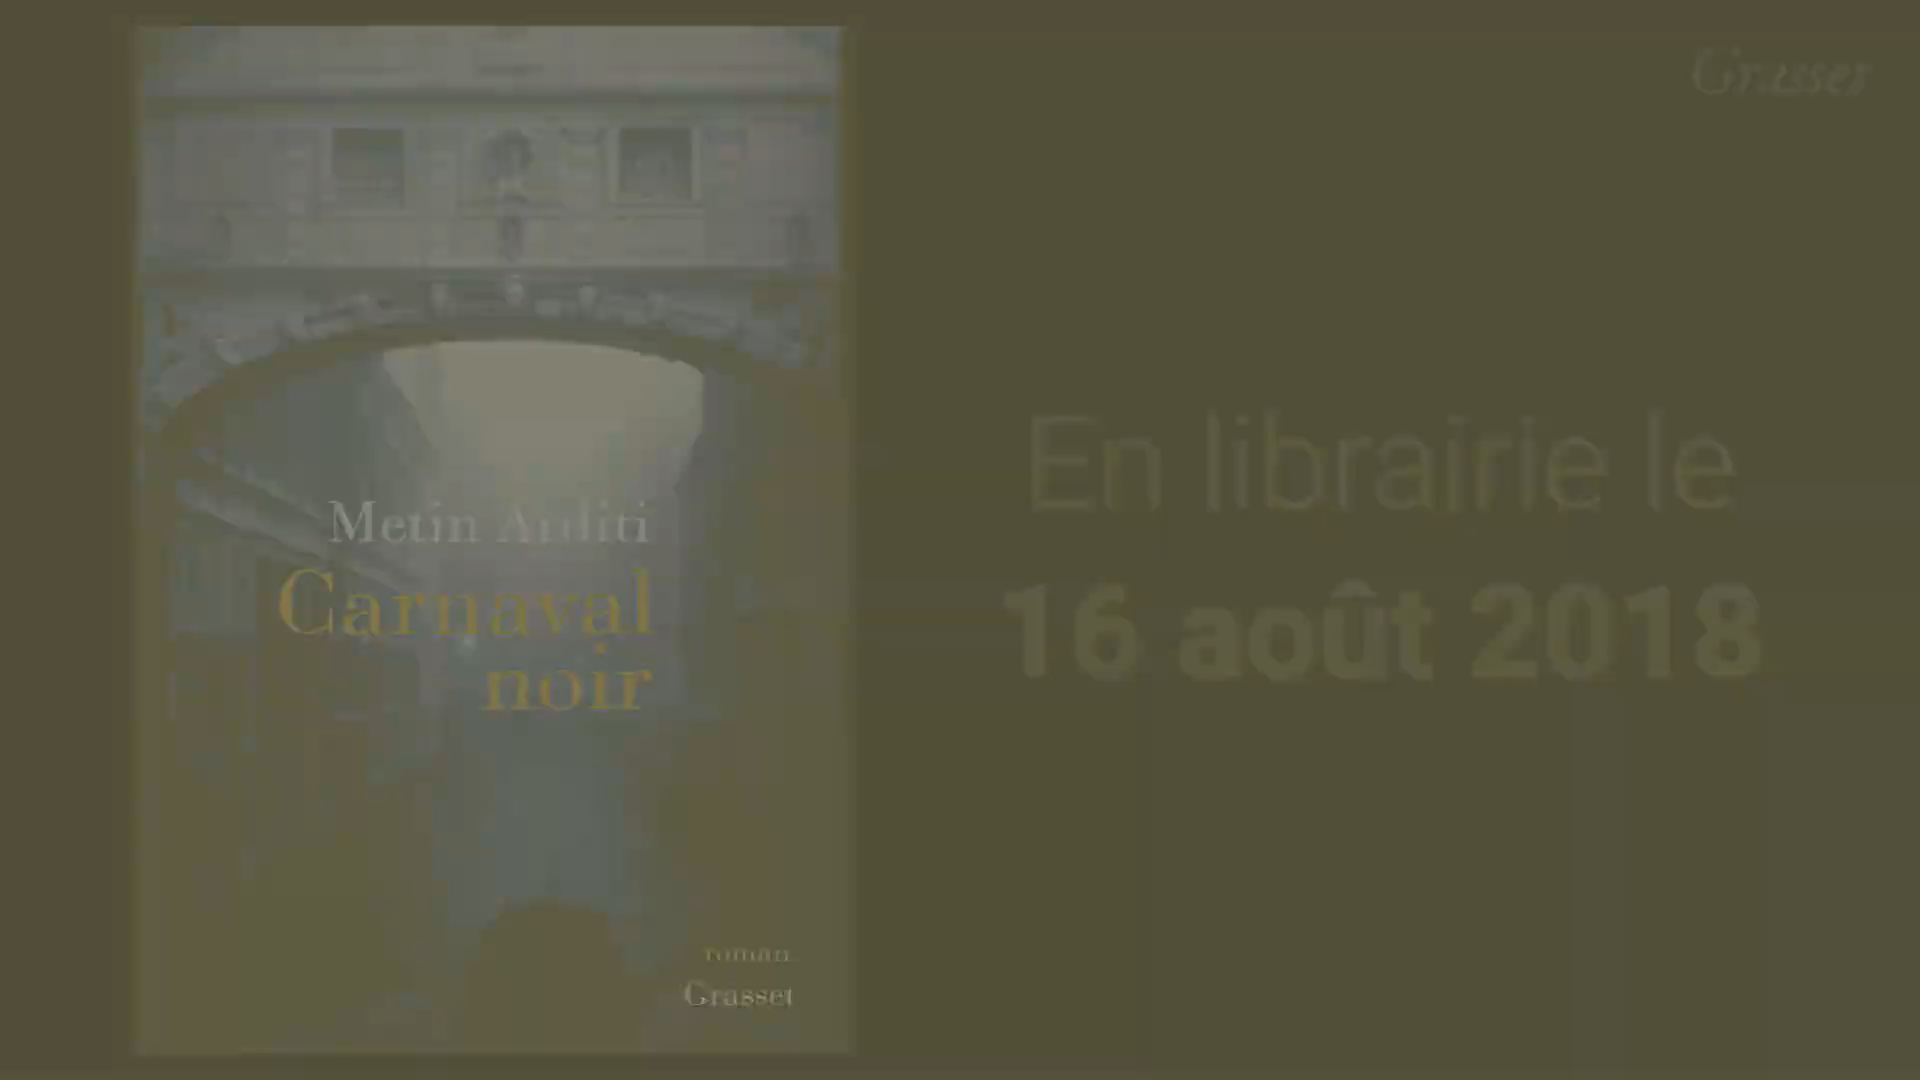 Metin Arditi
Carnaval
noir
roman
Grasset
Grasset
En librairie le
16 août 2018